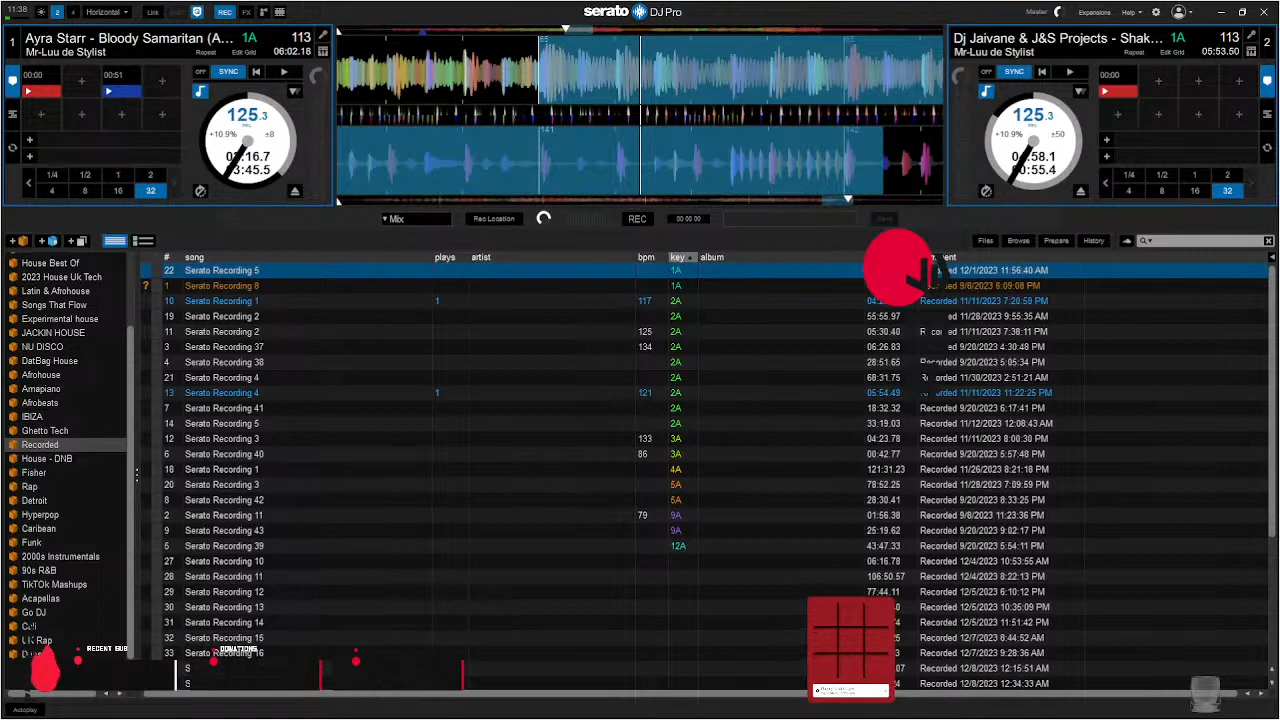 11:38 2 4 Horizontal Link REC FX serato DJ Pro Master Expansions Help
1 Ayra Starr - Bloody Samaritan (A... 1A 113
Mr-Luu de Stylist Repeat Edit Grid 06:02.18
00:00 00:51 OFF SYNC
125.3
+10.9% ±8
1/4 1/2 1 2
4 8 16 32
141
Dj Jaivane & J&S Projects - Shak... 1A 113 2
Mr-Luu de Stylist Repeat Edit Grid 05:53.50
OFF SYNC 00:00
125.3
+10.9% ±50
1/4 1/2 1 2
4 8 16 32
Mix Rec Location REC 00:00:00
Files Browse Prepare History
House Best Of
2023 House Uk Tech
Latin & Afrohouse
Songs That Flow
Experimental house
JACKIN HOUSE
NU DISCO
DatBag House
Afrohouse
Amapiano
Afrobeats
IBIZA
Ghetto Tech
Recorded
House - DNB
Fisher
Rap
Detroit
Hyperpop
Caribean
Funk
2000s Instrumentals
90s R&B
TikTOk Mashups
Acapellas
Go DJ
# song plays artist bpm key album
22 Serato Recording 5 1A 12/1/2023 11:56:40 AM
1 Serato Recording 8 1A 9/8/2023 6:09:08 PM
10 Serato Recording 1 1 117 2A Recorded 11/11/2023 7:20:59 PM
19 Serato Recording 2 2A 55:55.97 11/28/2023 9:55:35 AM
11 Serato Recording 2 125 2A 05:30.40 11/11/2023 7:38:11 PM
3 Serato Recording 37 134 2A 06:26.83 9/20/2023 4:30:48 PM
4 Serato Recording 38 2A 28:51.65 Recorded 9/20/2023 5:05:34 PM
21 Serato Recording 4 2A 68:31.75 11/30/2023 2:51:21 AM
13 Serato Recording 4 1 121 2A 05:54.49 Recorded 11/11/2023 11:22:25 PM
7 Serato Recording 41 2A 18:32.32 Recorded 9/20/2023 6:17:41 PM
14 Serato Recording 5 2A 33:19.03 Recorded 11/12/2023 12:08:43 AM
12 Serato Recording 3 133 3A 04:23.78 Recorded 11/11/2023 8:00:30 PM
6 Serato Recording 40 86 3A 00:42.77 Recorded 9/20/2023 5:57:48 PM
18 Serato Recording 1 4A 121:31.23 Recorded 11/26/2023 8:21:18 PM
20 Serato Recording 3 5A 78:52.25 Recorded 11/28/2023 7:09:59 PM
8 Serato Recording 42 5A 28:30.41 Recorded 9/20/2023 8:33:25 PM
2 Serato Recording 11 79 9A 01:56.38 Recorded 9/8/2023 11:23:36 PM
9 Serato Recording 43 9A 25:19.62 Recorded 9/20/2023 9:02:17 PM
5 Serato Recording 39 12A 43:47.33 Recorded 9/20/2023 5:54:11 PM
27 Serato Recording 10 06:16.78 Recorded 12/4/2023 10:53:55 AM
28 Serato Recording 11 106:50.57 Recorded 12/4/2023 8:22:13 PM
29 Serato Recording 12 77:44.11 Recorded 12/5/2023 6:10:12 PM
30 Serato Recording 13 Recorded 12/5/2023 10:35:09 PM
31 Serato Recording 14 Recorded 12/6/2023 11:51:35 PM
32 Serato Recording 15 Recorded 12/7/2023 8:44:52 AM
33 Serato Recording 16 Recorded 12/7/2023 9:28:36 AM
Recorded 12/8/2023 12:15:51 AM
Recorded 12/8/2023 12:34:33 AM
DONATIONS
Autoplay